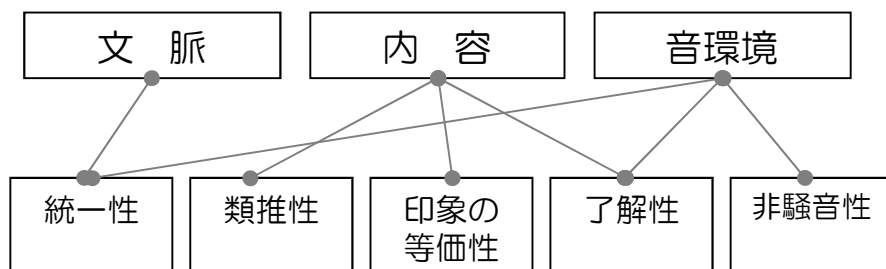 文　脈
内　容
音環境
統一性
類推性
印象の
等価性
了解性
非騒音性